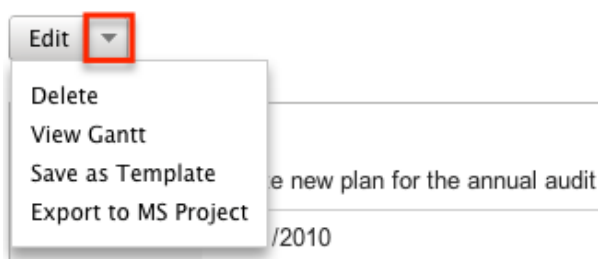 Edit
Delete
View Gantt
Save as Template
Export to MS Project
new plan for the annual audit
/2010